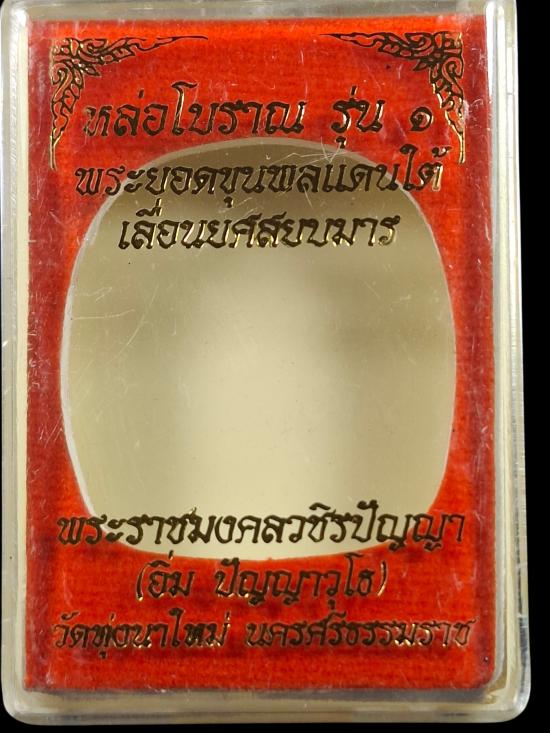 หล่อโบราณ รุ่น ๑
พระยอดขุนพลแดนใต้
เลื่อนยศสยบมาร
พระราชมงคลวชิรปัญญา
(ยิ่ม ปัญญาวุโธ)
วัดทุ่งนาใหม่ นครศรีธรรมราช